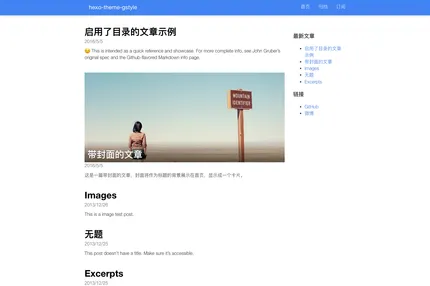 hexo-theme-gstyle
首页 归档 订阅
启用了目录的文章示例
2016/5/5
😄 This is intended as a quick reference and showcase. For more complete info, see John Gruber's
original spec and the Github-flavored Markdown info page.
MOUNTAIN
IDENTIFIER
带封面的文章
2016/5/5
这是一篇带封面的文章，封面将作为标题的背景展示在首页，显示成一个卡片。
Images
2013/12/26
This is a image test post.
无题
2013/12/25
This post doesn't have a title. Make sure it's accessible.
Excerpts
2013/12/25
最新文章
启用了目录的文章
示例
带封面的文章
Images
无题
Excerpts
链接
GitHub
微博